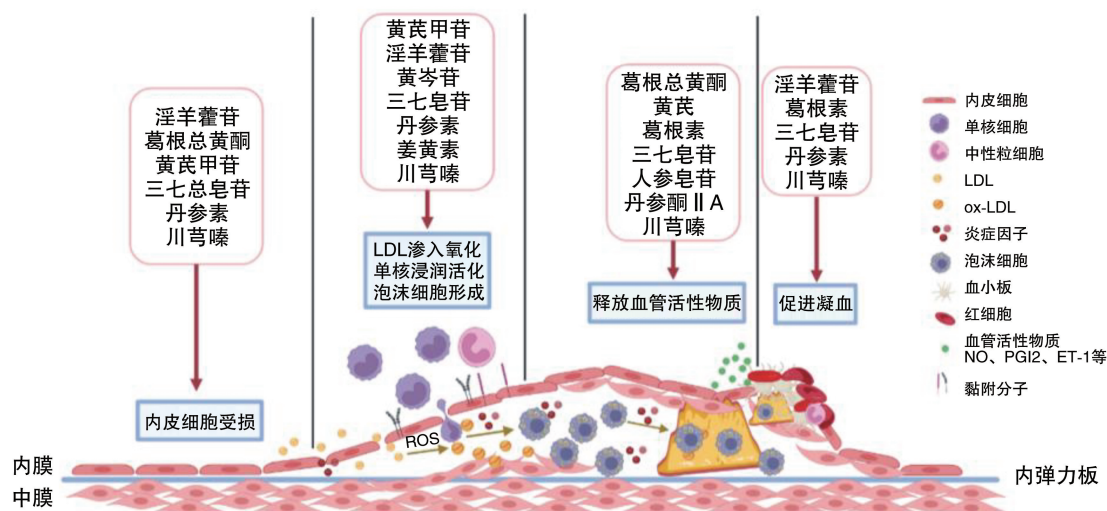 淫羊藿苷
葛根总黄酮
黄芪甲苷
三七总皂苷
丹参素
川芎嗪
内皮细胞受损
黄芪甲苷
淫羊藿苷
黄岑苷
三七皂苷
丹参素
姜黄素
川芎嗪
LDL渗入氧化
单核浸润活化
泡沫细胞形成
葛根总黄酮
黄芪
葛根素
三七皂苷
人参皂苷
丹参酮‖A
川芎嗪
释放血管活性物质
淫羊藿苷
葛根素
三七皂苷
丹参素
川芎嗪
促进凝血
内皮细胞
单核细胞
中性粒细胞
LDL
ox-LDL
炎症因子
泡沫细胞
血小板
红细胞
血管活性物质
NO、PGI2、ET-1等
黏附分子
ROS
内膜
中膜
内弹力板